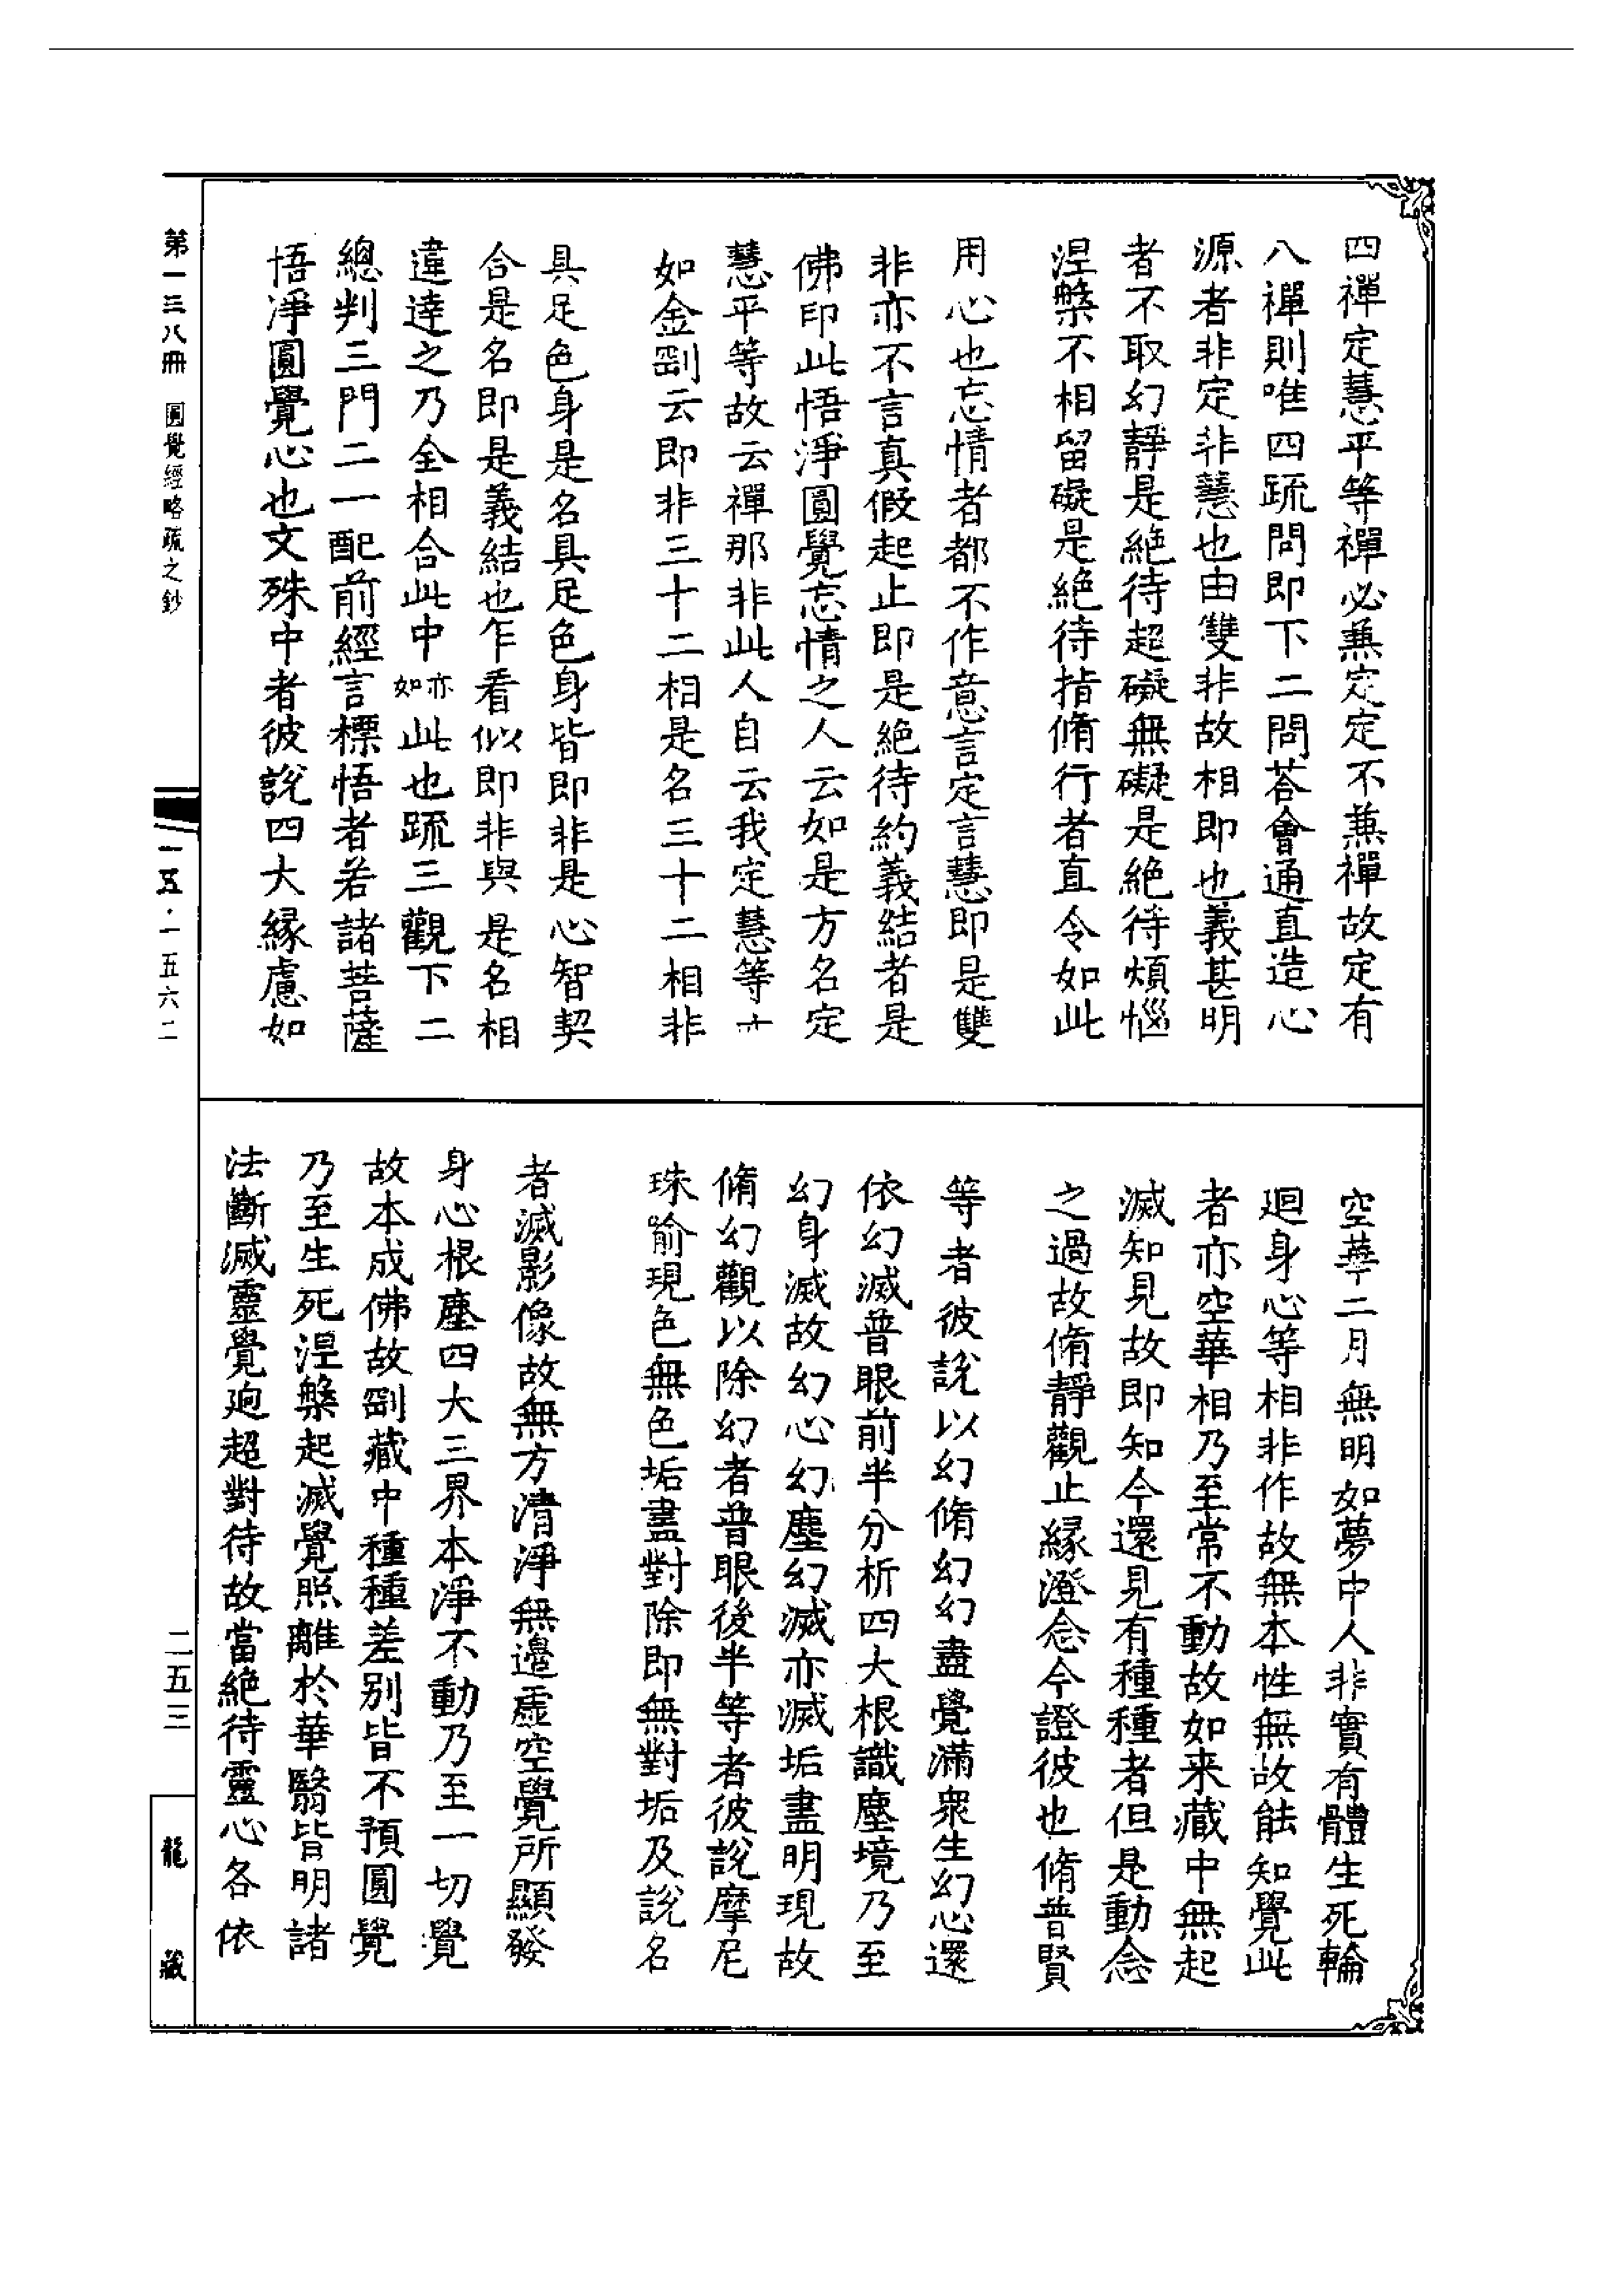 四禪定慧平等禪必兼定定不兼禪故定有
八禪則唯四䟽問即下二問荅會通直造心
源者非定非慧也由雙非故相即也義甚明
者不取幻靜是絶待超礙無礙是絶待煩惱
涅槃不相留礙是絶待指脩行者直令如此
用心也忘情者都不作意言定言慧即是雙
非亦不言真假起止即是絶待約義結者是
佛印此悟淨圓覺忘情之人云如是方名定
慧平等故云禪那非此人自云我定慧等
如金剛云即非三十二相是名三十二相非
具足色身是名具足色身皆即非是心智契
合是名即是義結也乍看似即非與是名相
違達之乃全相合此中亦如此也䟽三觀下二
總判三門二一配前經言標悟者若諸菩薩
悟淨圓覺心也文殊中者彼說四大緣慮如
空華二月無明如夢中人非實有體生死輪
迴身心等相非作故無本性無故能知覺此
者亦空華相乃至常不動故如来藏中無起
滅知見故即知今還見有種種者但是動念
之過故脩靜觀止緣澄念今證彼也脩普賢
等者彼說以幻脩幻幻盡覺滿衆生幻心還
依幻滅普眼前半分析四大根識塵境乃至
幻身滅故幻心幻塵幻滅亦滅垢盡明現故
脩幻觀以除幻者普眼後半等者彼說摩尼
珠喻現色無色垢盡對除即無對垢及說名
者滅影像故無方清淨無邊虛空覺所顯發
身心根塵四大三界本淨不動乃至一切覺
故本成佛故剛藏中種種差別皆不預圓覺
乃至生死涅槃起滅覺照離於華翳皆明諸
法斷滅靈覺迥超對待故當絶待靈心各依
第一三八冊 圓覺經略疏之鈔
一五·一五六二
二五三
龍藏